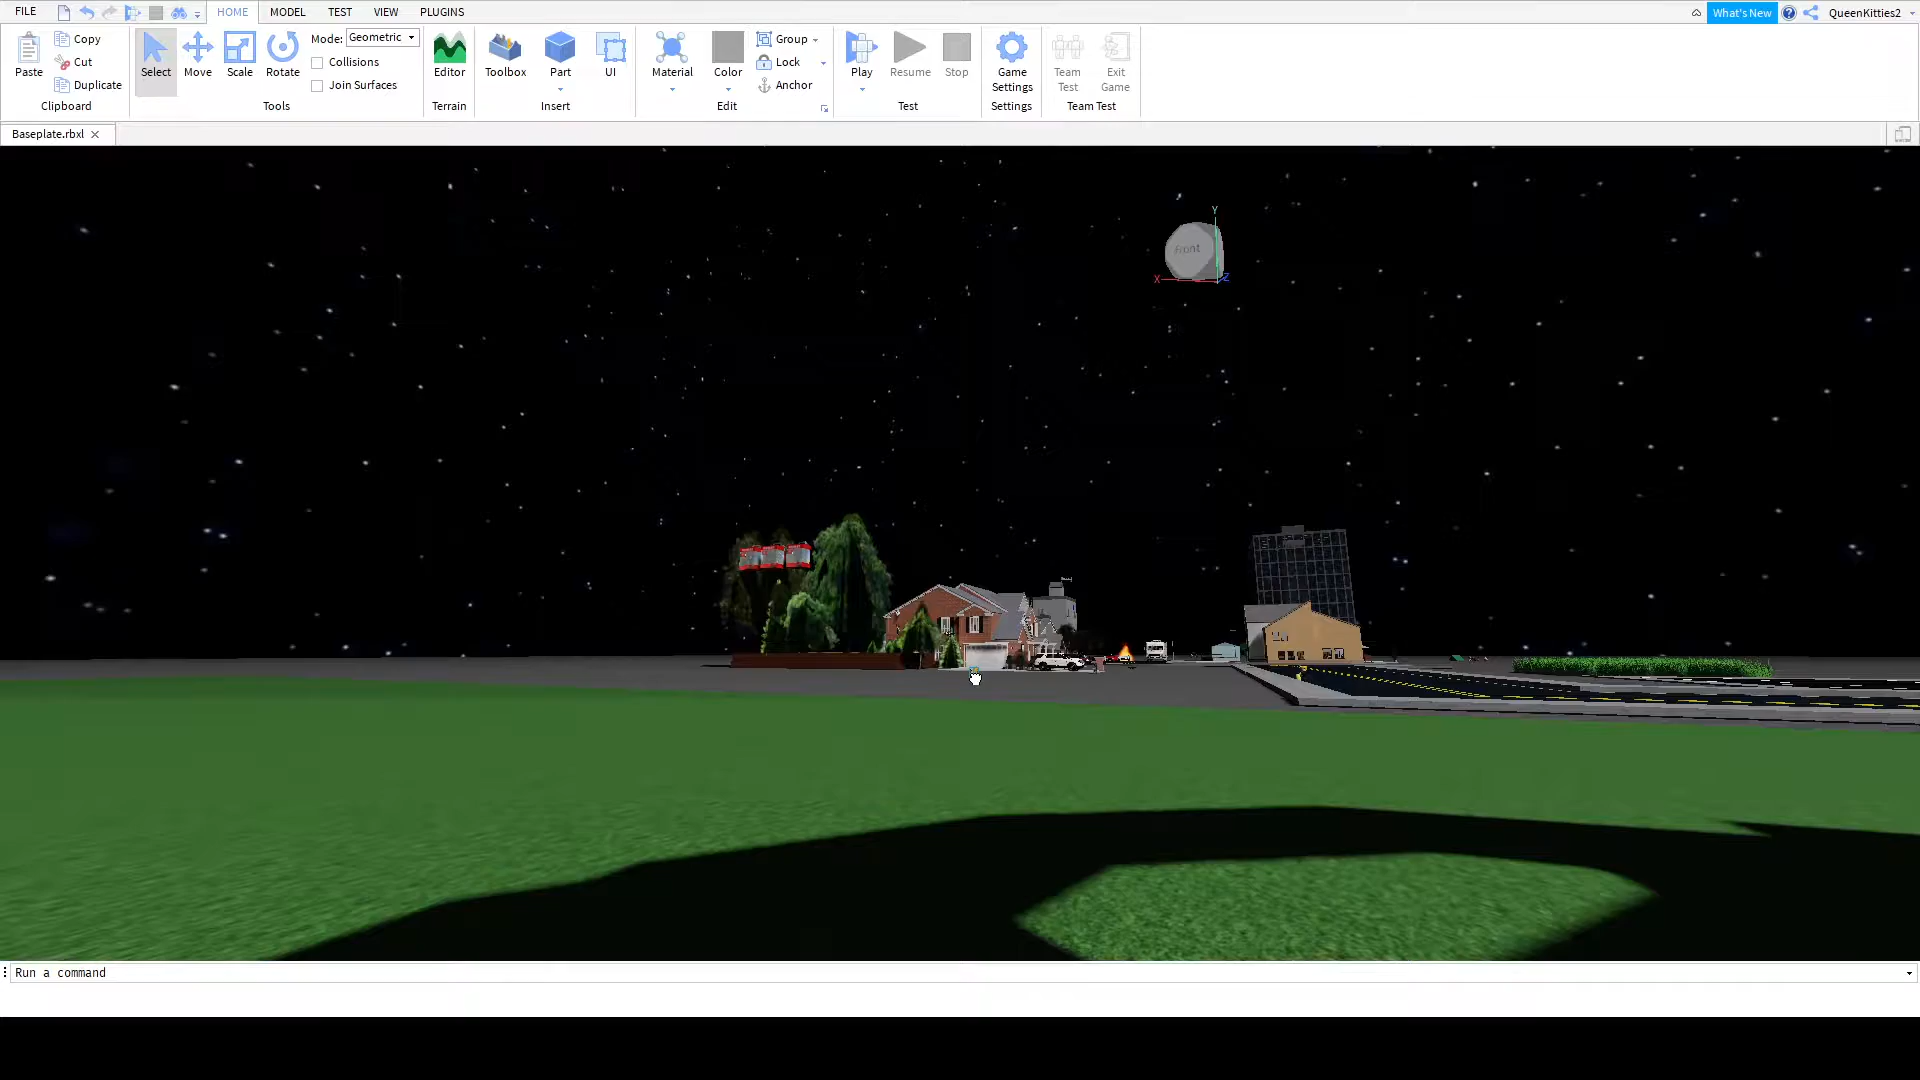 FILE
HOME
MODEL
TEST
VIEW
PLUGINS
What's New
QueenKitties2
Paste
Copy
Cut
Duplicate
Clipboard
Select
Move
Scale
Rotate
Mode: Geometric
Collisions
Join Surfaces
Tools
Editor
Terrain
Toolbox
Part
UI
Insert
Material
Color
Group
Lock
Anchor
Edit
Play
Resume
Stop
Test
Game
Settings
Settings
Team
Test
Exit
Game
Team Test
Baseplate.rbxl
Y
Front
X
Z
Run a command